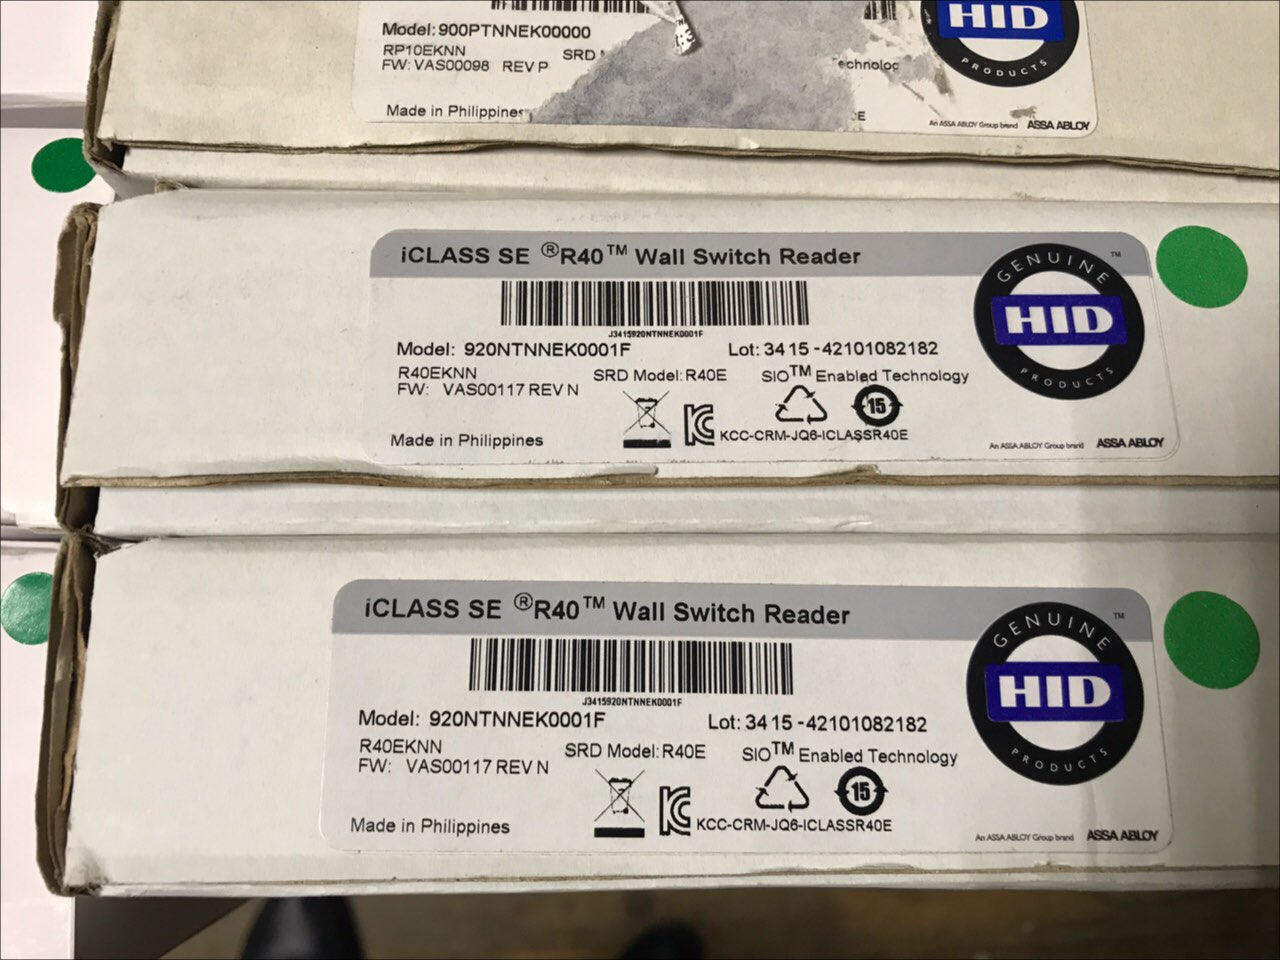 Model: 900PTNNEK00000
RP10EKNN
SRD
FW: VAS00098 REV P
Made in Philippines
HID
PRODUCTS
An ASSA ABLOY Group brand ASSA ABLOY
iCLASS SE ®R40™ Wall Switch Reader
J3415920NTNNEK0001F
Model: 920NTNNEK0001F
Lot: 3415-42101082182
R40EKNN
SRD Model: R40E
SIO™ Enabled Technology
FW: VAS00117 REV N
15
KCC-CRM-JQ6-ICLASSR40E
Made in Philippines
GENUINE
HID
PRODUCTS
™
An ASSA ABLOY Group brand ASSA ABLOY
iCLASS SE ®R40™ Wall Switch Reader
J3415920NTNNEK0001F
Model: 920NTNNEK0001F
Lot: 3415-42101082182
R40EKNN
SRD Model: R40E
SIO™ Enabled Technology
FW: VAS00117 REV N
15
KCC-CRM-JQ6-ICLASSR40E
Made in Philippines
GENUINE
HID
PRODUCTS
™
An ASSA ABLOY Group brand ASSA ABLOY